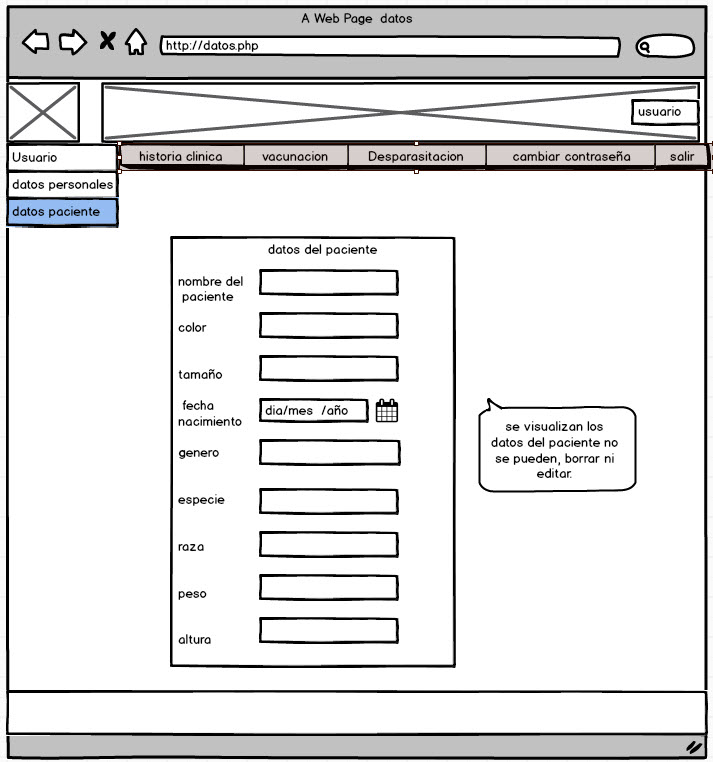 A Web Page datos
http://datos.php
usuario
Usuario
historia clinica
vacunacion
Desparasitacion
cambiar contraseña
salir
datos personales
datos paciente
datos del paciente
nombre del
paciente
color
tamaño
fecha
nacimiento
dia/mes /año
genero
especie
raza
peso
altura
se visualizan los
datos del paciente no
se pueden, borrar ni
editar.